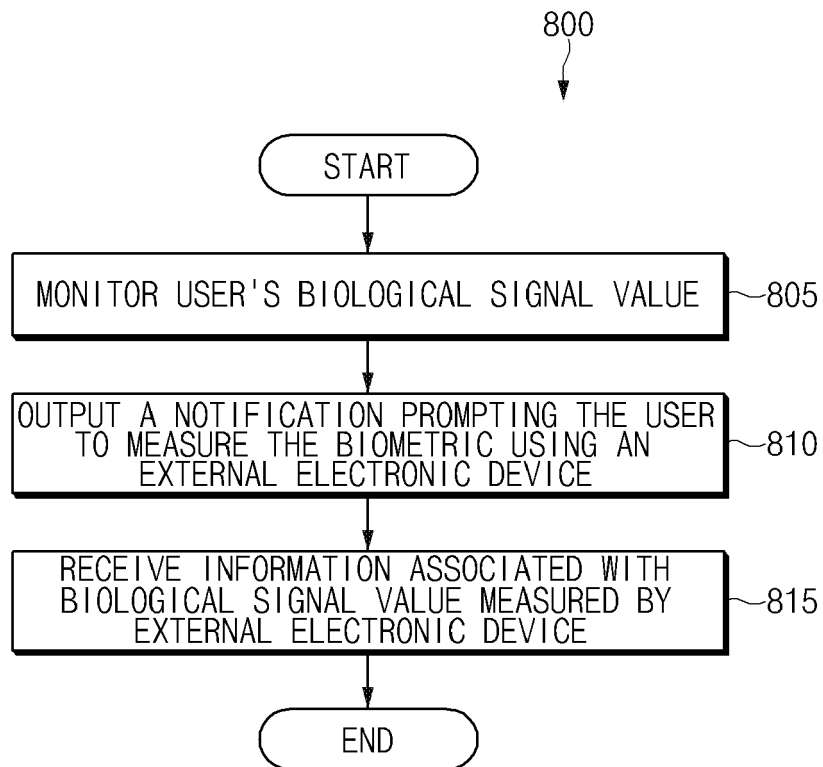 800
START
MONITOR USER'S BIOLOGICAL SIGNAL VALUE
805
OUTPUT A NOTIFICATION PROMPTING THE USER
TO MEASURE THE BIOMETRIC USING AN
EXTERNAL ELECTRONIC DEVICE
810
RECEIVE INFORMATION ASSOCIATED WITH
BIOLOGICAL SIGNAL VALUE MEASURED BY
EXTERNAL ELECTRONIC DEVICE
815
END